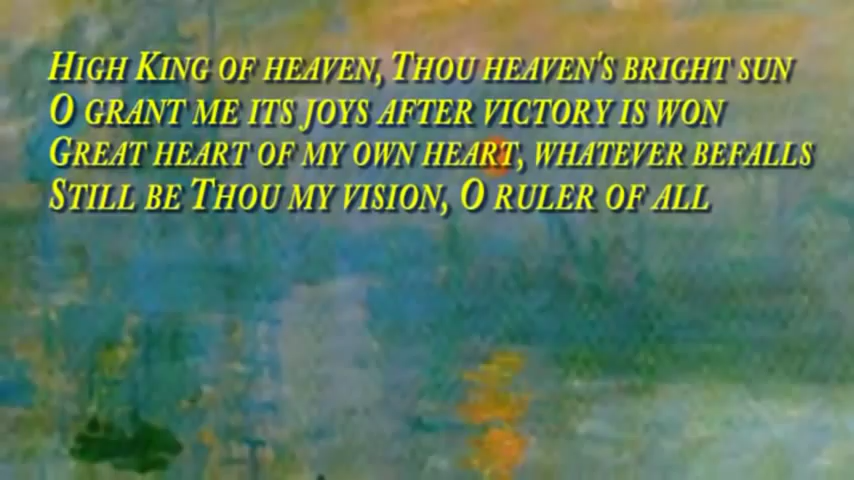 High King of heaven, Thou heaven's bright sun
O grant me its joys after victory is won
Great heart of my own heart, whatever befalls
Still be Thou my vision, O ruler of all